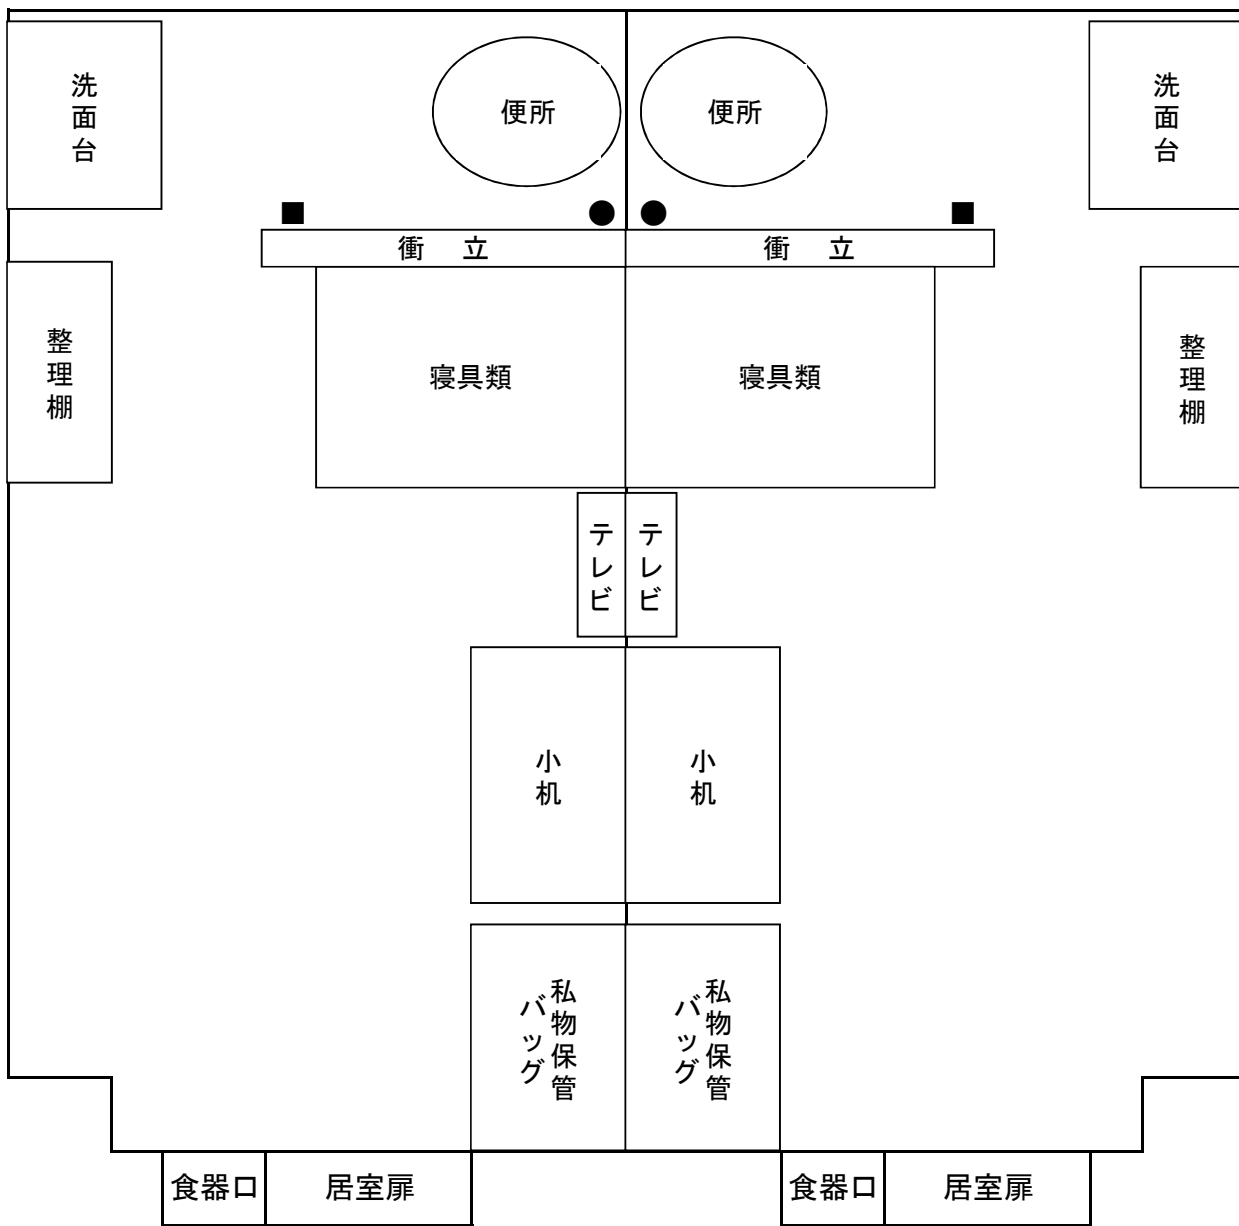 洗面台
便所
便所
洗面台
■
●
●
■
衝 立
衝 立
整理棚
寝具類
寝具類
整理棚
テレビ
テレビ
小机
小机
私物保管
バッグ
私物保管
バッグ
食器口
居室扉
食器口
居室扉